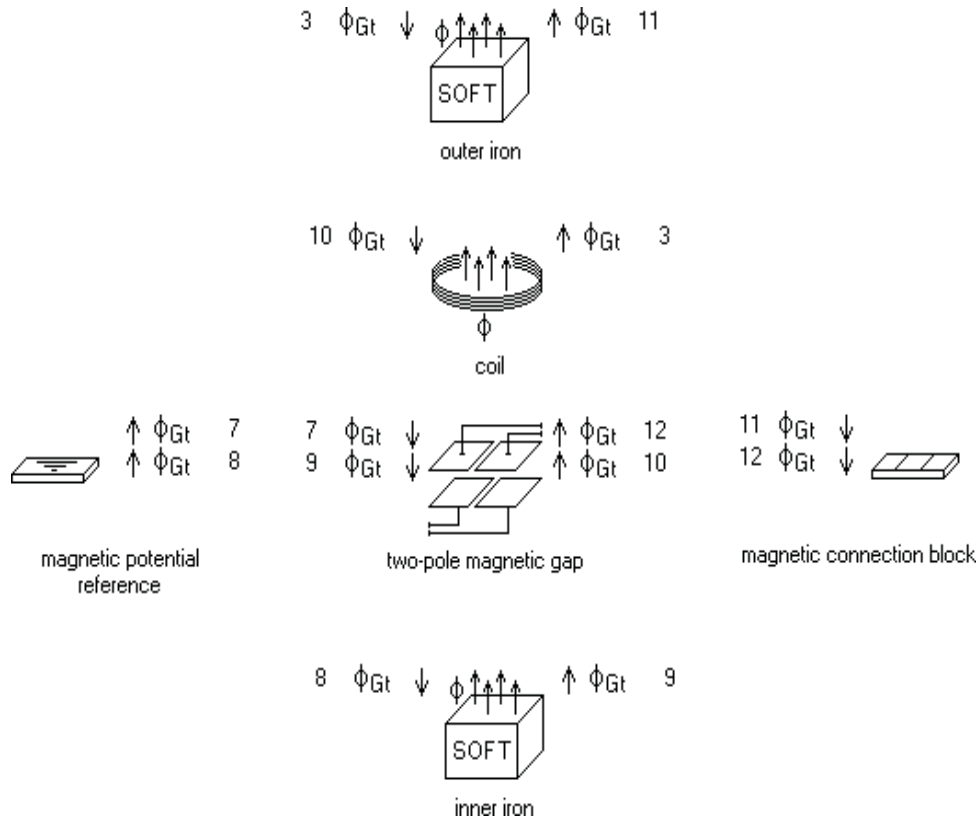 3 ϕGt ↓ ϕ ↑ ϕGt 11
SOFT
outer iron
10 ϕGt ↓ ↑ ϕGt 3
ϕ
coil
↑ ϕGt 7 7 ϕGt ↓ ↑ ϕGt 12 11 ϕGt ↓
↑ ϕGt 8 9 ϕGt ↓ ↑ ϕGt 10 12 ϕGt ↓
magnetic potential
reference
two-pole magnetic gap
magnetic connection block
8 ϕGt ↓ ϕ ↑ ϕGt 9
SOFT
inner iron